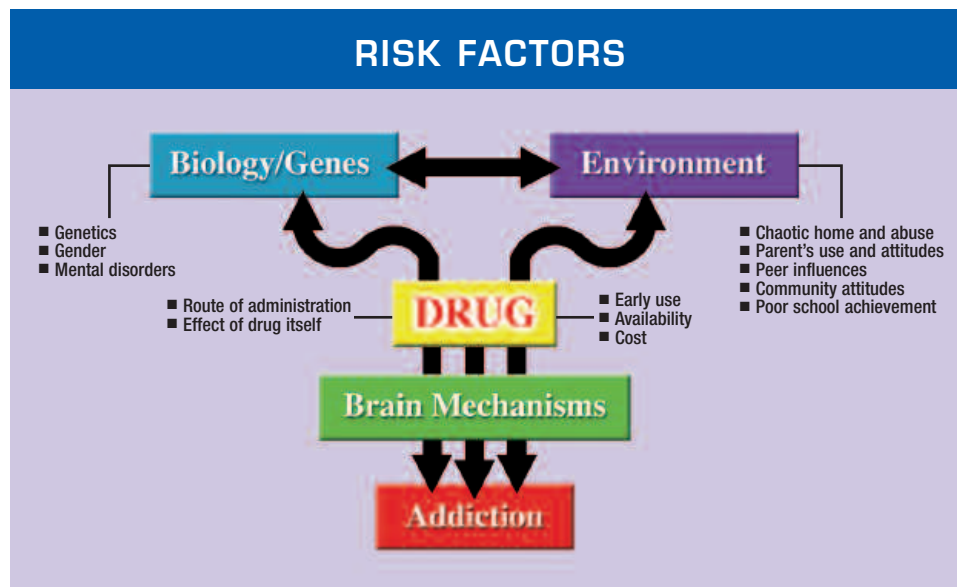 RISK FACTORS
Biology/Genes
Environment
■ Genetics
■ Gender
■ Mental disorders
■ Chaotic home and abuse
■ Parent's use and attitudes
■ Peer influences
■ Community attitudes
■ Poor school achievement
■ Route of administration
■ Effect of drug itself
DRUG
■ Early use
■ Availability
■ Cost
Brain Mechanisms
Addiction